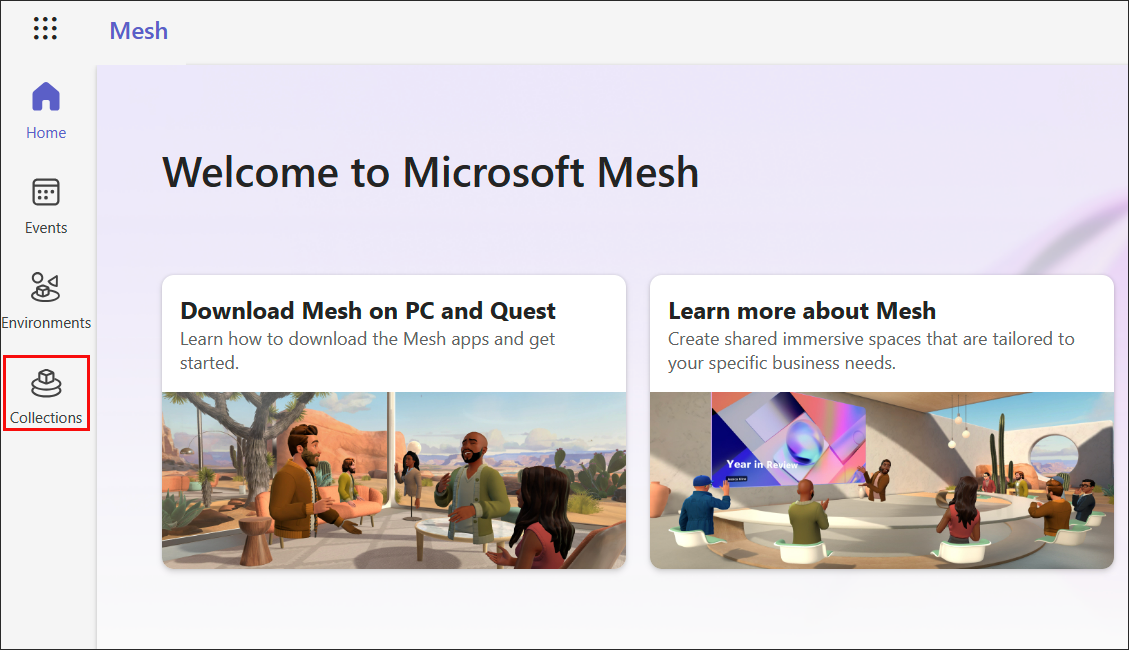 Mesh
Home
Events
Environments
Collections
Welcome to Microsoft Mesh
Download Mesh on PC and Quest
Learn how to download the Mesh apps and get
started.
Learn more about Mesh
Create shared immersive spaces that are tailored to
your specific business needs.
Year in Review